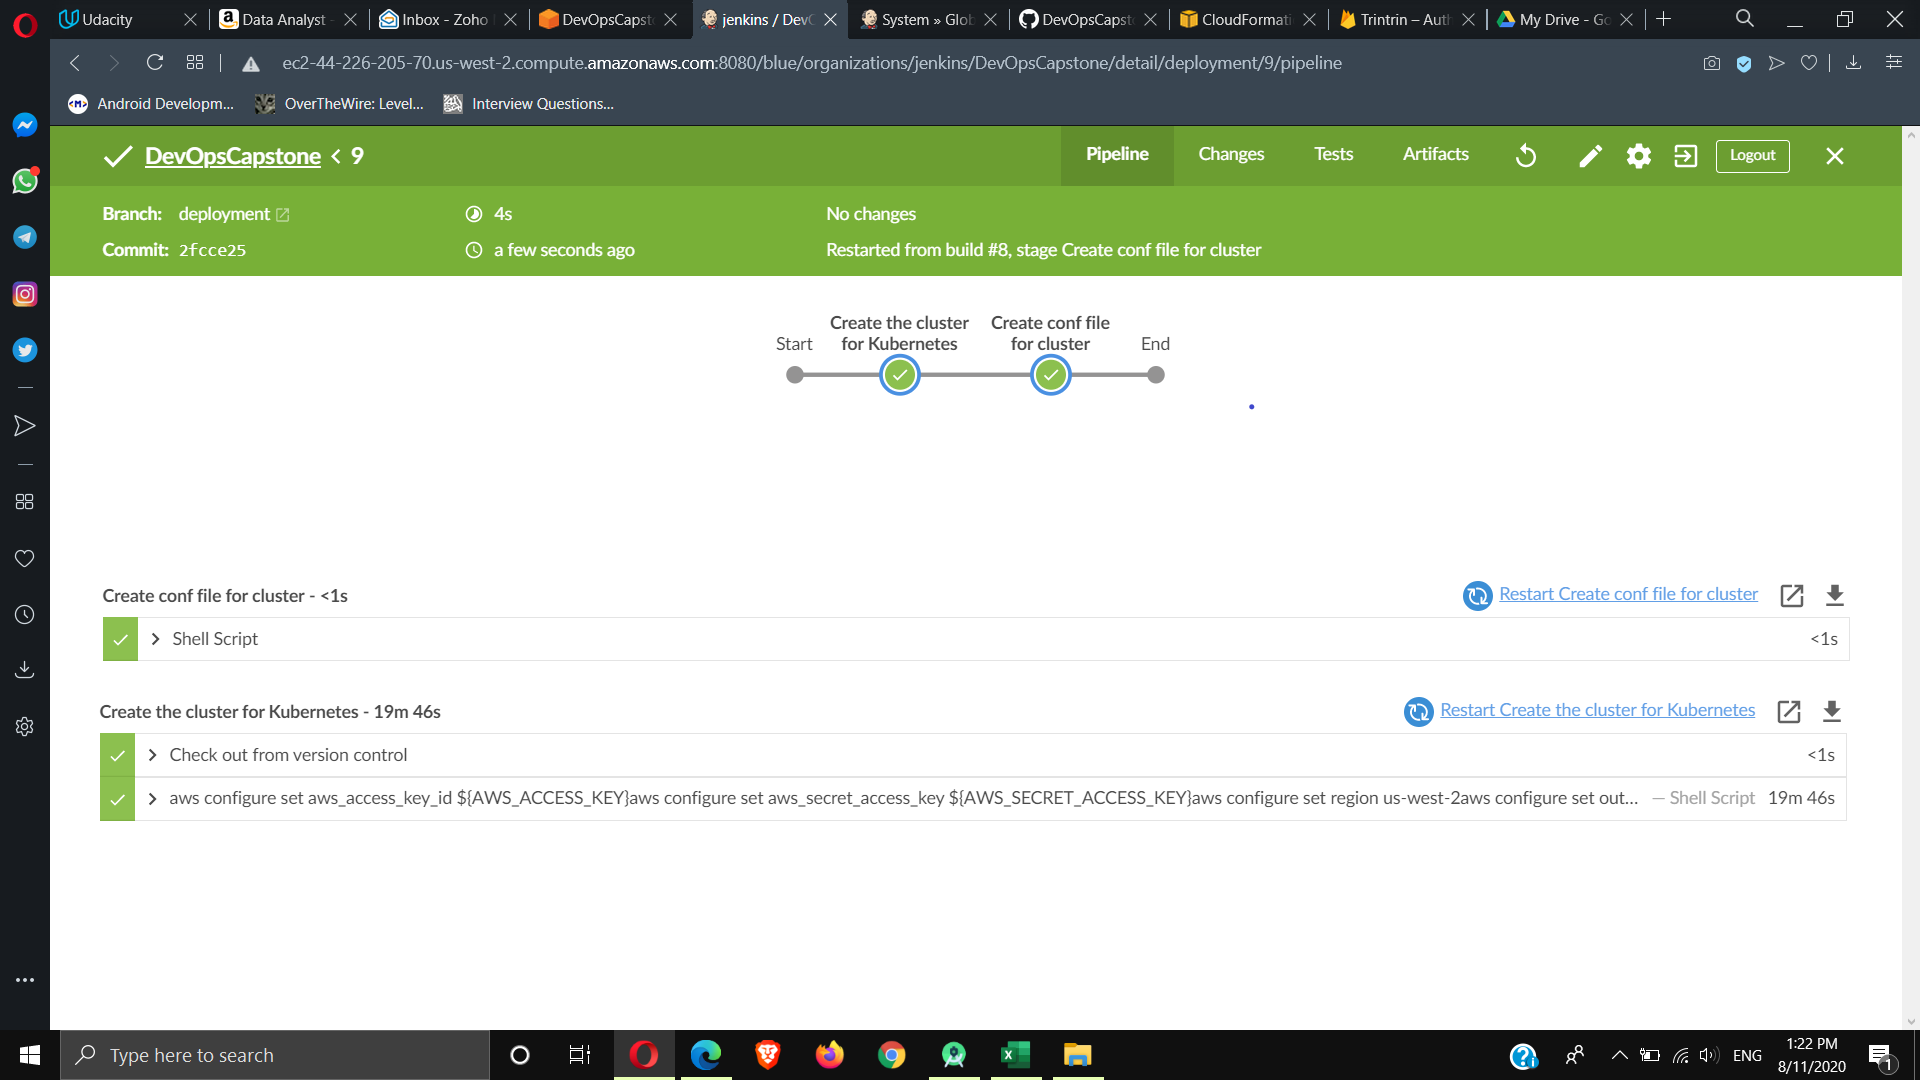 Udacity
Data Analyst
Inbox - Zoho
DevOpsCapst
jenkins / Dev
System » Glob
DevOpsCapst
CloudFormati
Trintrin – Auth
My Drive - Go
ec2-44-226-205-70.us-west-2.compute.amazonaws.com:8080/blue/organizations/jenkins/DevOpsCapstone/detail/deployment/9/pipeline
Android Developm...
OverTheWire: Level...
Interview Questions...
DevOpsCapstone < 9
Pipeline
Changes
Tests
Artifacts
Logout
Branch: deployment
4s
No changes
Commit: 2fcce25
a few seconds ago
Restarted from build #8, stage Create conf file for cluster
Start
Create the cluster
for Kubernetes
Create conf file
for cluster
End
Create conf file for cluster - <1s
Restart Create conf file for cluster
Shell Script
<1s
Create the cluster for Kubernetes - 19m 46s
Restart Create the cluster for Kubernetes
Check out from version control
<1s
aws configure set aws_access_key_id ${AWS_ACCESS_KEY}aws configure set aws_secret_access_key ${AWS_SECRET_ACCESS_KEY}aws configure set region us-west-2aws configure set out... — Shell Script 19m 46s
Type here to search
ENG
1:22 PM
8/11/2020
1